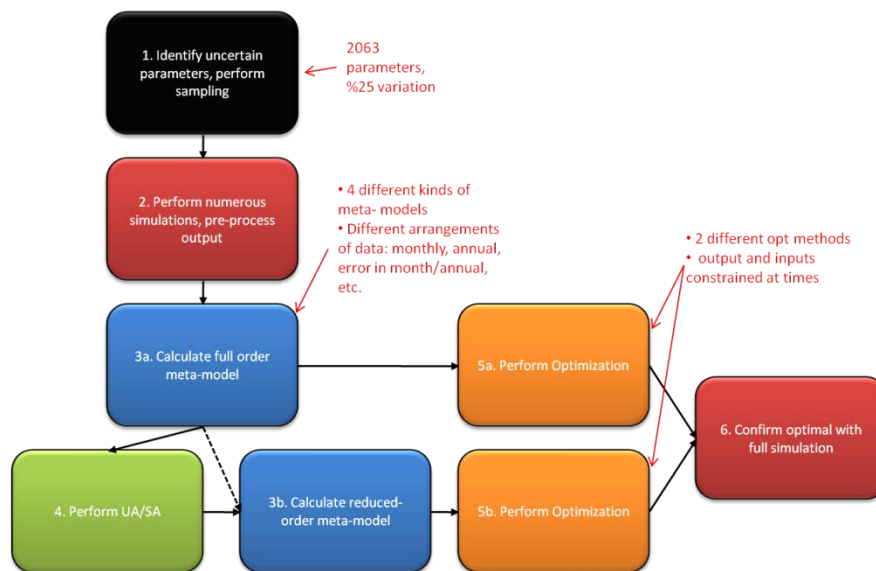 1. Identify uncertain
parameters, perform
sampling
2063
parameters,
%25 variation
2. Perform numerous
simulations, pre-process
output
• 4 different kinds of
meta- models
• Different arrangements
of data: monthly, annual,
error in month/annual,
etc.
• 2 different opt methods
• output and inputs
constrained at times
3a. Calculate full order
meta-model
5a. Perform Optimization
6. Confirm optimal with
full simulation
4. Perform UA/SA
3b. Calculate reduced-
order meta-model
5b. Perform Optimization